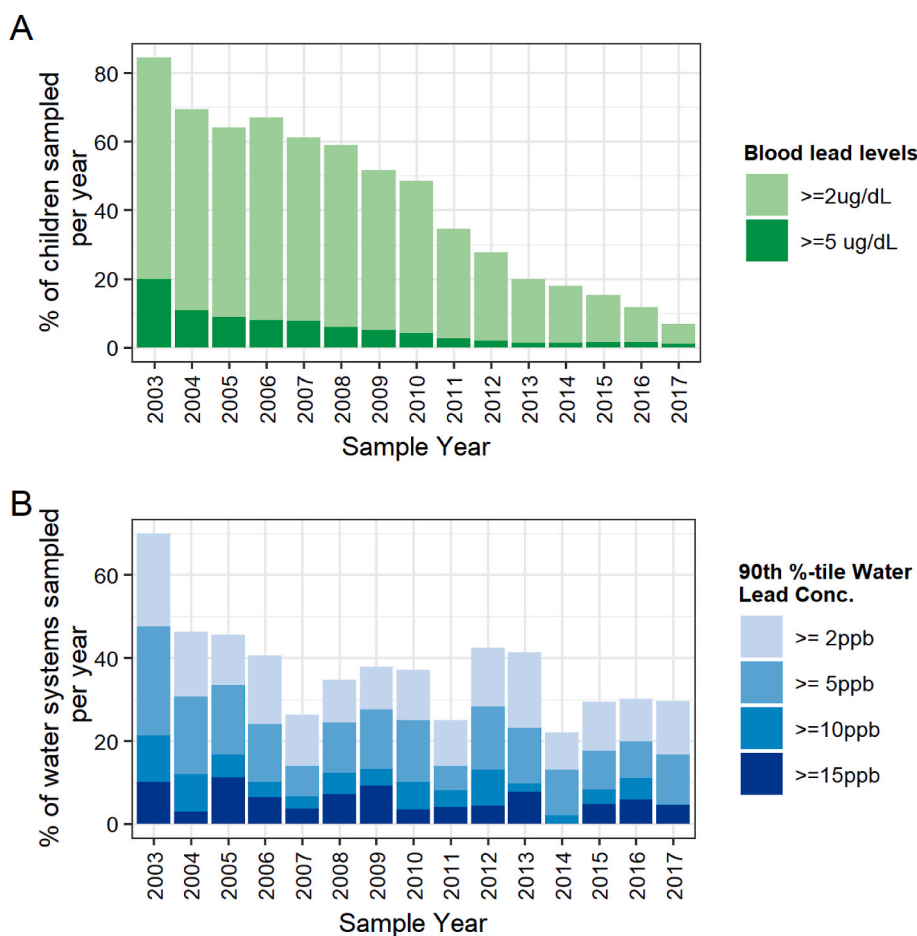 A
% of children sampled
per year
80
60
40
20
0
2003
2004
2005
2006
2007
2008
2009
2010
2011
2012
2013
2014
2015
2016
2017
Sample Year
Blood lead levels
>=2ug/dL
>=5 ug/dL
B
% of water systems sampled
per year
60
40
20
0
2003
2004
2005
2006
2007
2008
2009
2010
2011
2012
2013
2014
2015
2016
2017
Sample Year
90th %-tile Water
Lead Conc.
>= 2ppb
>= 5ppb
>=10ppb
>=15ppb